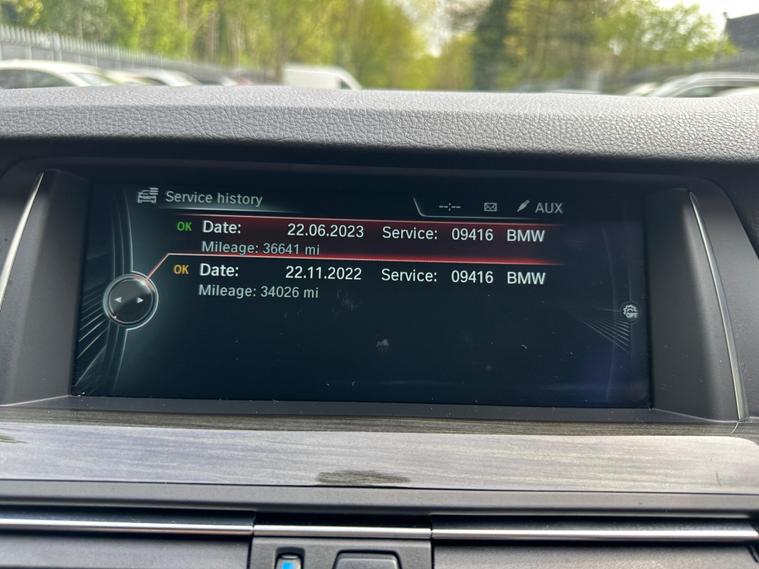 Service history
--:-- AUX
OK Date: 22.06.2023 Service: 09416 BMW
Mileage: 36641 mi
OK Date: 22.11.2022 Service: 09416 BMW
Mileage: 34026 mi